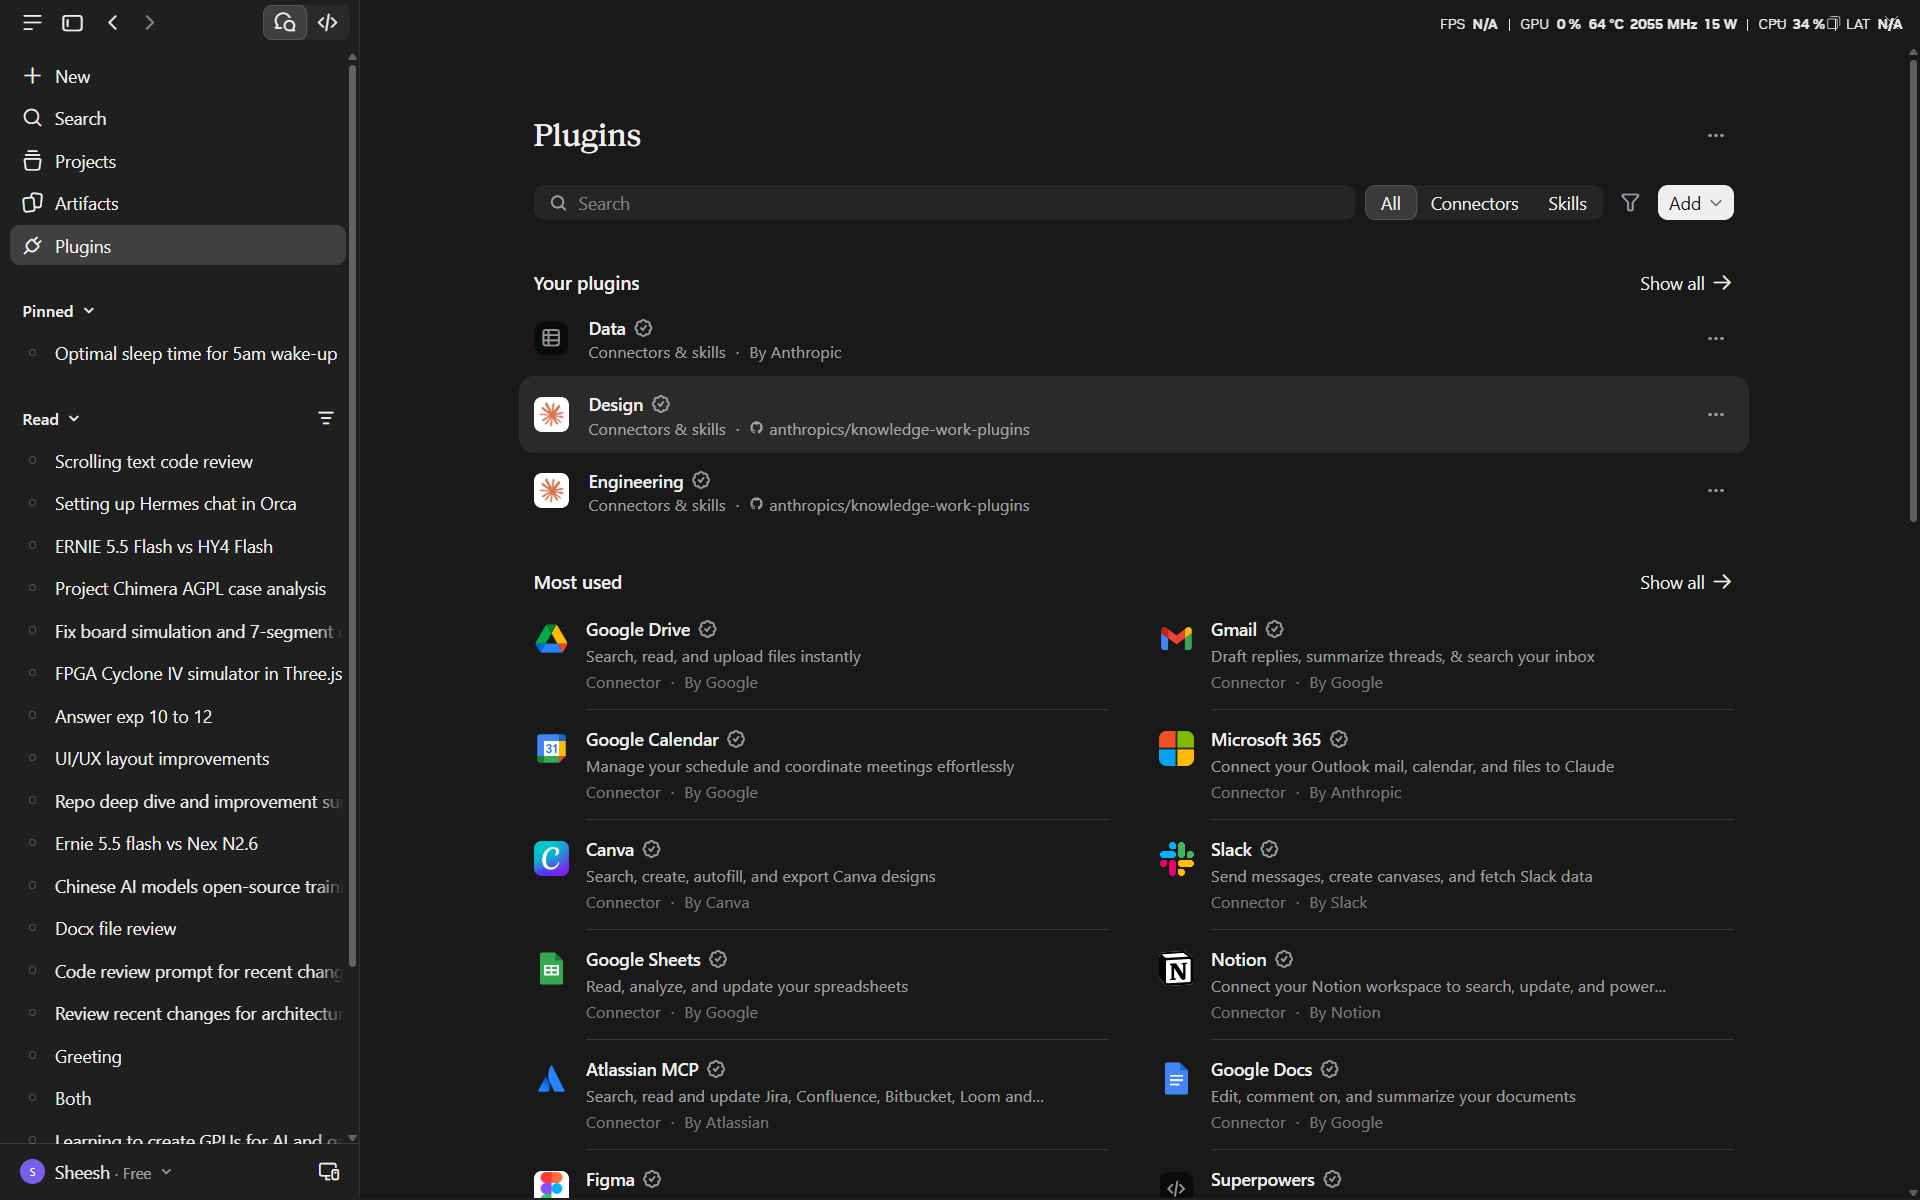 FPS N/A | GPU 0 % 64 °C 2055 MHz 15 W | CPU 34 % LAT N/A
New
Search
Projects
Artifacts
Plugins
Pinned
Optimal sleep time for 5am wake-up
Read
Scrolling text code review
Setting up Hermes chat in Orca
ERNIE 5.5 Flash vs HY4 Flash
Project Chimera AGPL case analysis
Fix board simulation and 7-segment
FPGA Cyclone IV simulator in Three.js
Answer exp 10 to 12
UI/UX layout improvements
Repo deep dive and improvement su
Ernie 5.5 flash vs Nex N2.6
Chinese AI models open-source traini
Docx file review
Code review prompt for recent chang
Review recent changes for architectur
Greeting
Both
Learning to create GPUs for AI and ga
S Sheesh · Free
Plugins
Search
All Connectors Skills Add
Your plugins Show all
Data
Connectors & skills · By Anthropic
Design
Connectors & skills · anthropics/knowledge-work-plugins
Engineering
Connectors & skills · anthropics/knowledge-work-plugins
Most used Show all
Google Drive
Search, read, and upload files instantly
Connector · By Google
Gmail
Draft replies, summarize threads, & search your inbox
Connector · By Google
31
Google Calendar
Manage your schedule and coordinate meetings effortlessly
Connector · By Google
Microsoft 365
Connect your Outlook mail, calendar, and files to Claude
Connector · By Anthropic
C
Canva
Search, create, autofill, and export Canva designs
Connector · By Canva
Slack
Send messages, create canvases, and fetch Slack data
Connector · By Slack
Google Sheets
Read, analyze, and update your spreadsheets
Connector · By Google
N
Notion
Connect your Notion workspace to search, update, and power...
Connector · By Notion
Atlassian MCP
Search, read and update Jira, Confluence, Bitbucket, Loom and...
Connector · By Atlassian
Google Docs
Edit, comment on, and summarize your documents
Connector · By Google
Figma
Superpowers